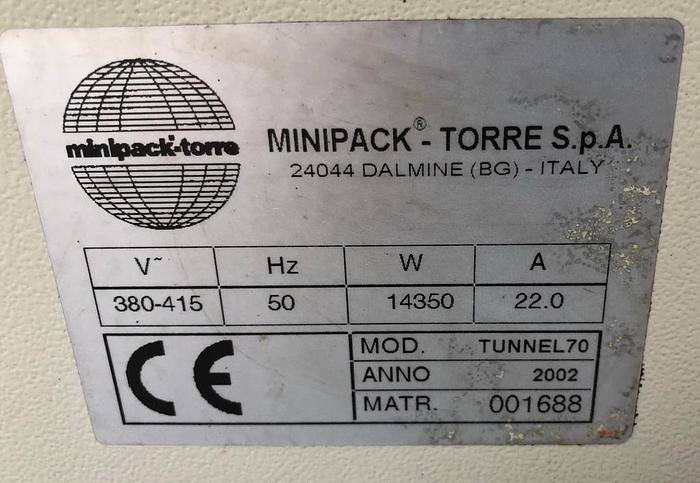 minipack®-torre
MINIPACK® - TORRE S.p.A.
24044 DALMINE (BG) - ITALY
V~ Hz W A
380-415 50 14350 22.0
CE
MOD. TUNNEL70
ANNO 2002
MATR. 001688